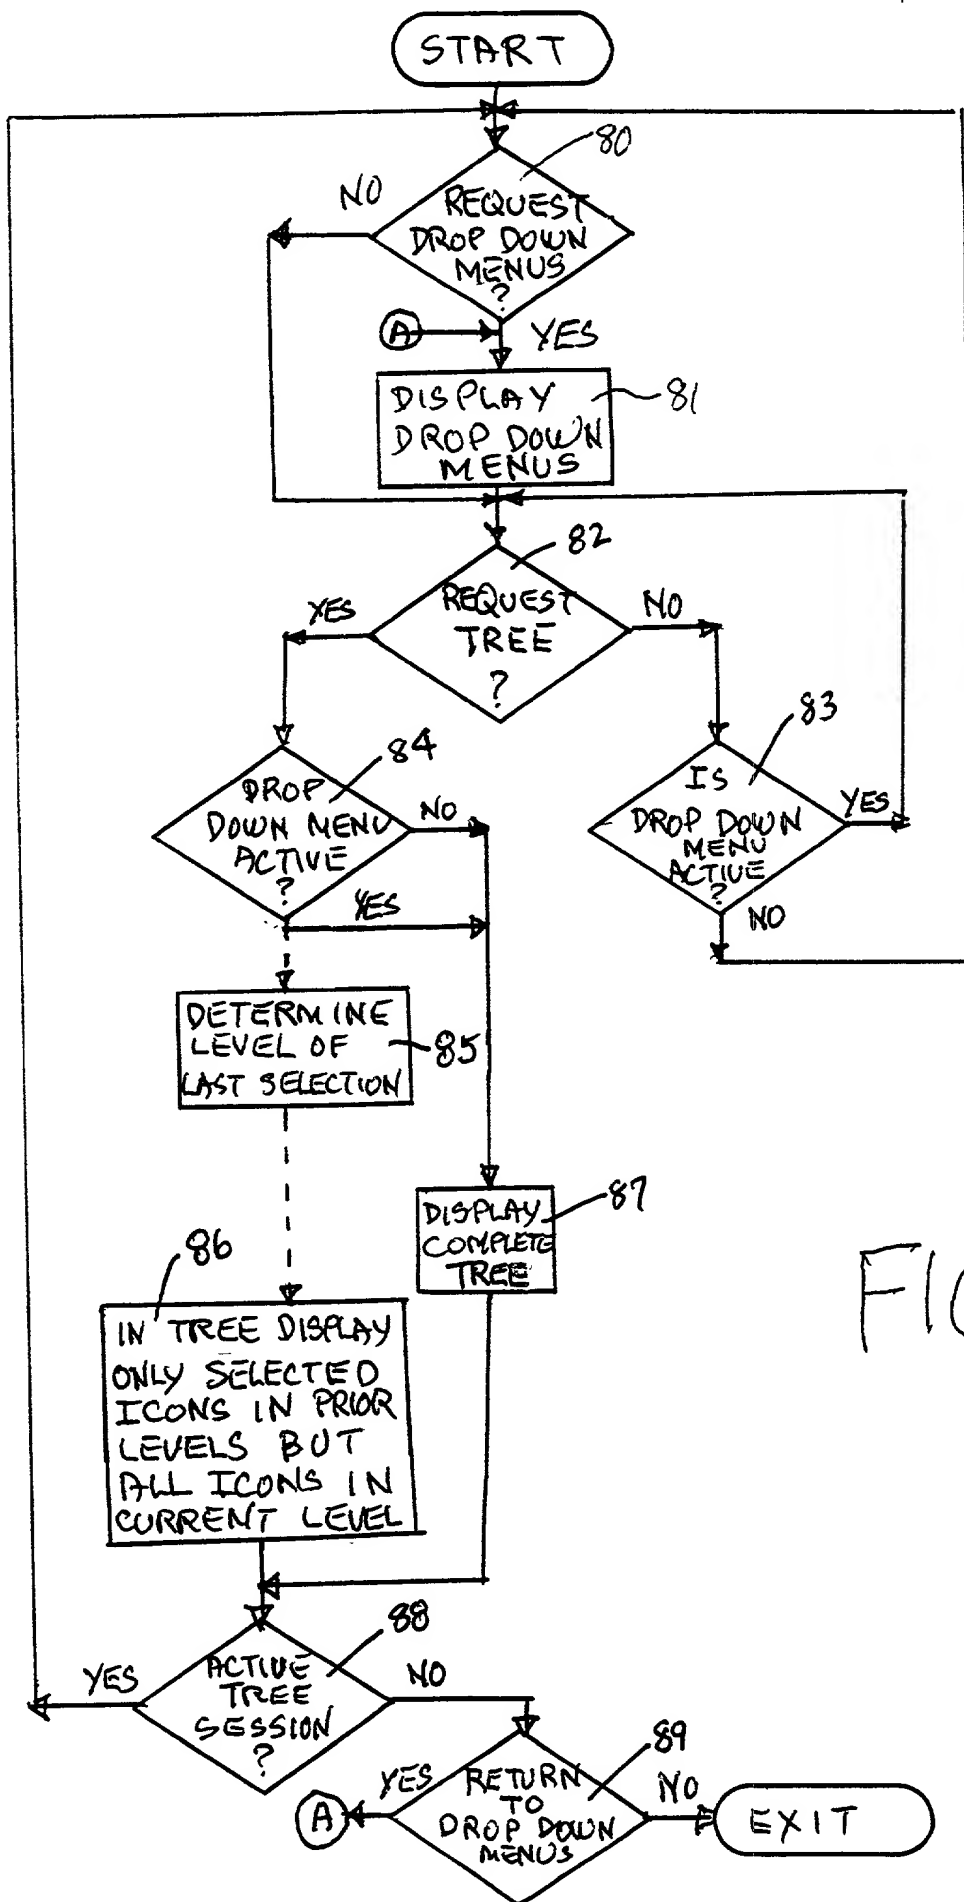 START
80
NO
REQUEST
DROP DOWN
MENUS
?
A
YES
DISPLAY
DROP DOWN
MENUS
81
82
REQUEST
TREE
?
YES
NO
83
84
DROP
DOWN MENU
ACTIVE
?
NO
YES
IS
DROP DOWN
MENU
ACTIVE
?
YES
NO
DETERMINE
LEVEL OF
LAST SELECTION
85
87
DISPLAY
COMPLETE
TREE
86
IN TREE DISPLAY
ONLY SELECTED
ICONS IN PRIOR
LEVELS BUT
ALL ICONS IN
CURRENT LEVEL
FIG
88
YES
ACTIVE
TREE
SESSION
?
NO
89
A
YES
RETURN
TO
DROP DOWN
MENUS
NO
EXIT